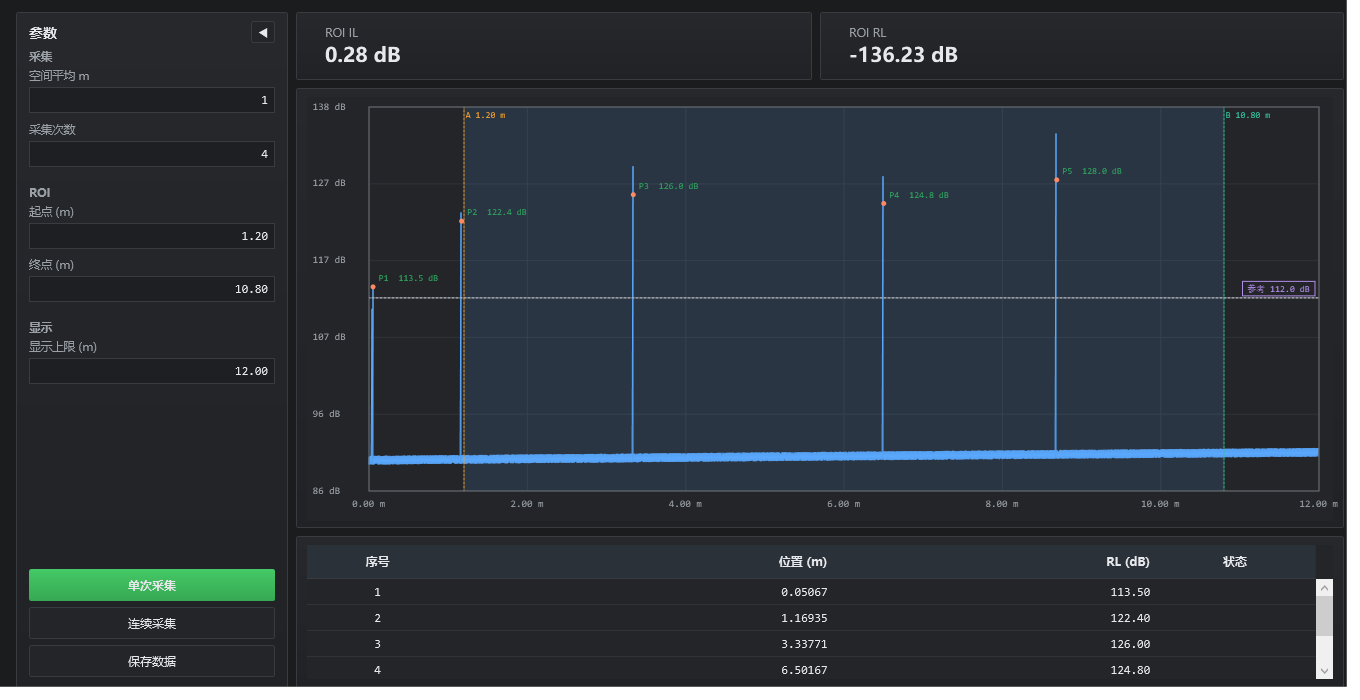 参数
◀
采集
空间平均 m
1
采集次数
4
ROI
起点 (m)
1.20
终点 (m)
10.80
显示
显示上限 (m)
12.00
单次采集
连续采集
保存数据
ROI IL
0.28 dB
ROI RL
-136.23 dB
138 dB
127 dB
117 dB
107 dB
96 dB
86 dB
A 1.20 m
B 10.80 m
P1 113.5 dB
P2 122.4 dB
P3 126.0 dB
P4 124.8 dB
P5 128.0 dB
参考 112.0 dB
0.00 m 2.00 m 4.00 m 6.00 m 8.00 m 10.00 m 12.00 m
序号 位置 (m) RL (dB) 状态
1 0.05067 113.50
2 1.16935 122.40
3 3.33771 126.00
4 6.50167 124.80